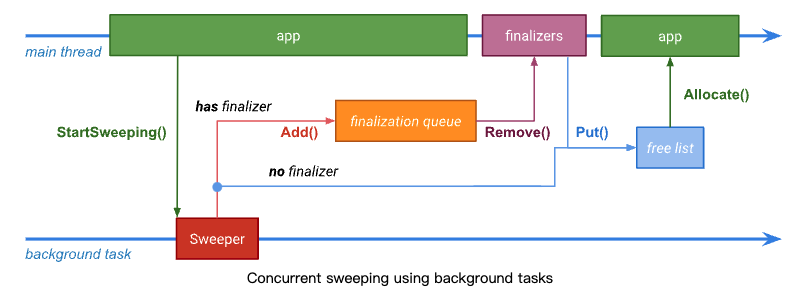 app
finalizers
app
main thread
has finalizer
StartSweeping()
Add()
finalization queue
Remove()
Put()
Allocate()
free list
no finalizer
Sweeper
background task
Concurrent sweeping using background tasks